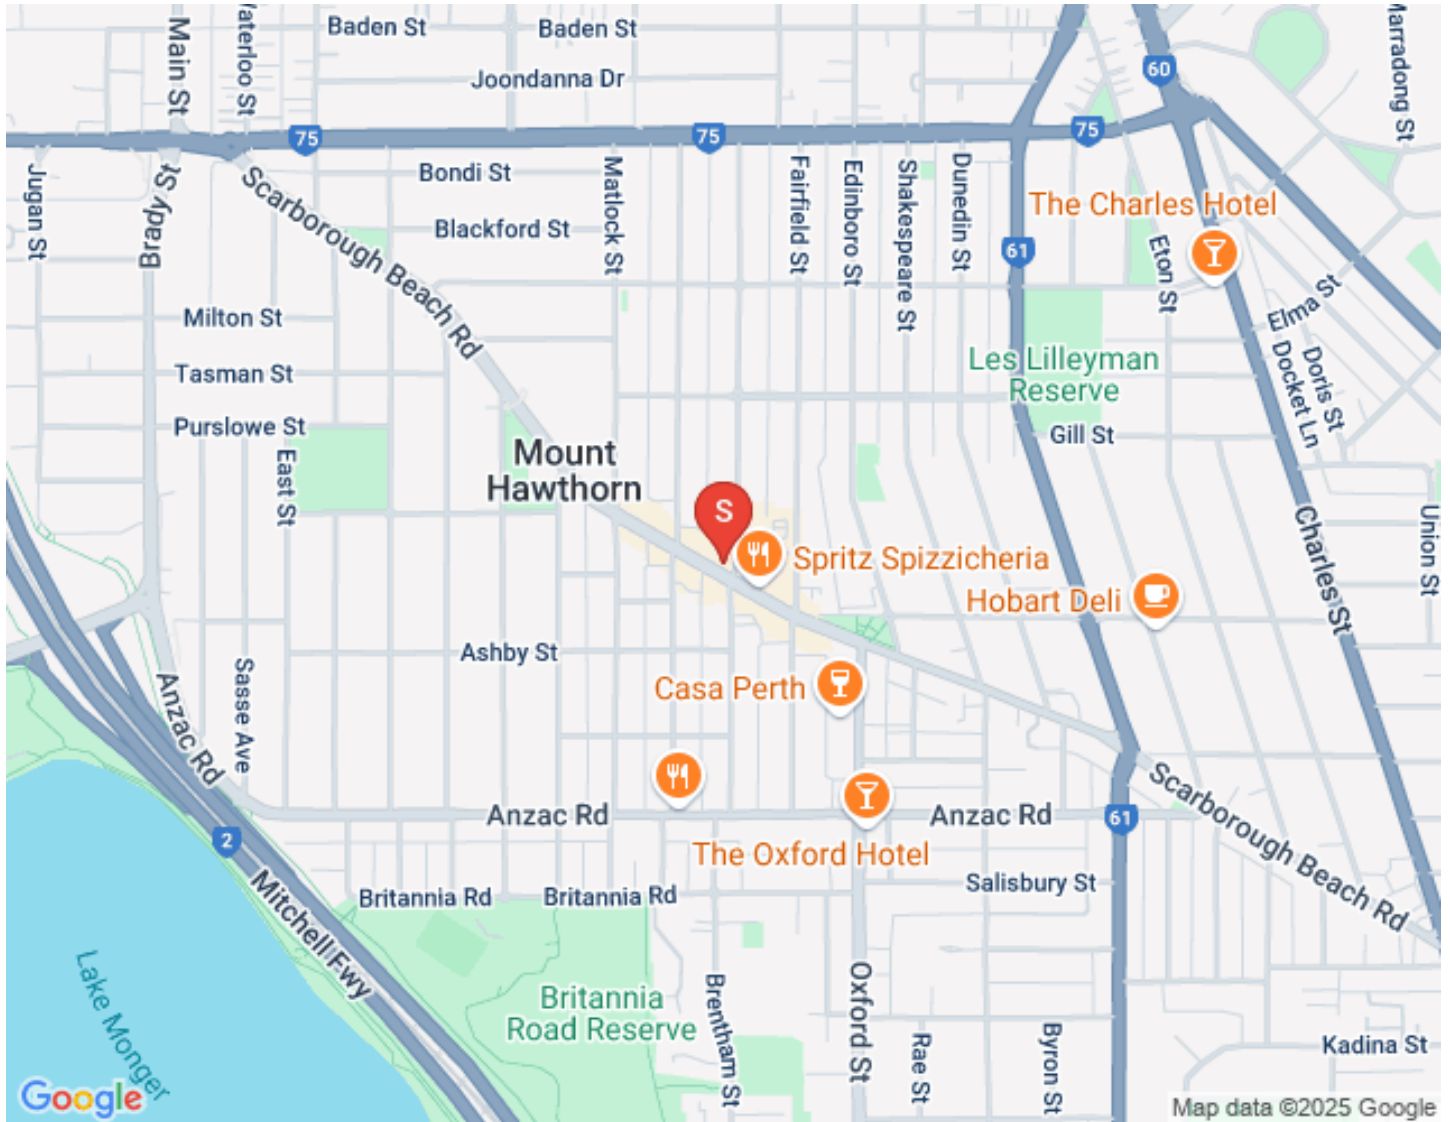 Baden St
Baden St
Main St
Waterloo St
Joondanna Dr
60
Marradong St
75
75
75
Jugan St
Brady St
Bondi St
Matlock St
Fairfield St
Edinboro St
Shakespeare St
Dunedin St
Scarborough Beach Rd
Blackford St
The Charles Hotel
61
Eton St
Milton St
Elma St
Tasman St
Les Lilleyman
Reserve
Doris St
Docket Ln
Purslowe St
Gill St
East St
Mount
Hawthorn
S
Charles St
Union St
Spritz Spizzicheria
Hobart Deli
Ashby St
Sasse Ave
Casa Perth
Anzac Rd
Anzac Rd
Anzac Rd
61
Scarborough Beach Rd
2
The Oxford Hotel
Mitchell Fwy
Britannia Rd
Britannia Rd
Salisbury St
Lake Monger
Britannia
Road Reserve
Brentham St
Oxford St
Rae St
Byron St
Kadina St
Google
Map data ©2025 Google